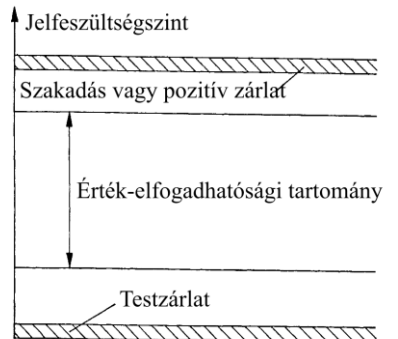 Jelfeszültségszint
Szakadás vagy pozitív zárlat
Érték-elfogadhatósági tartomány
Testzárlat